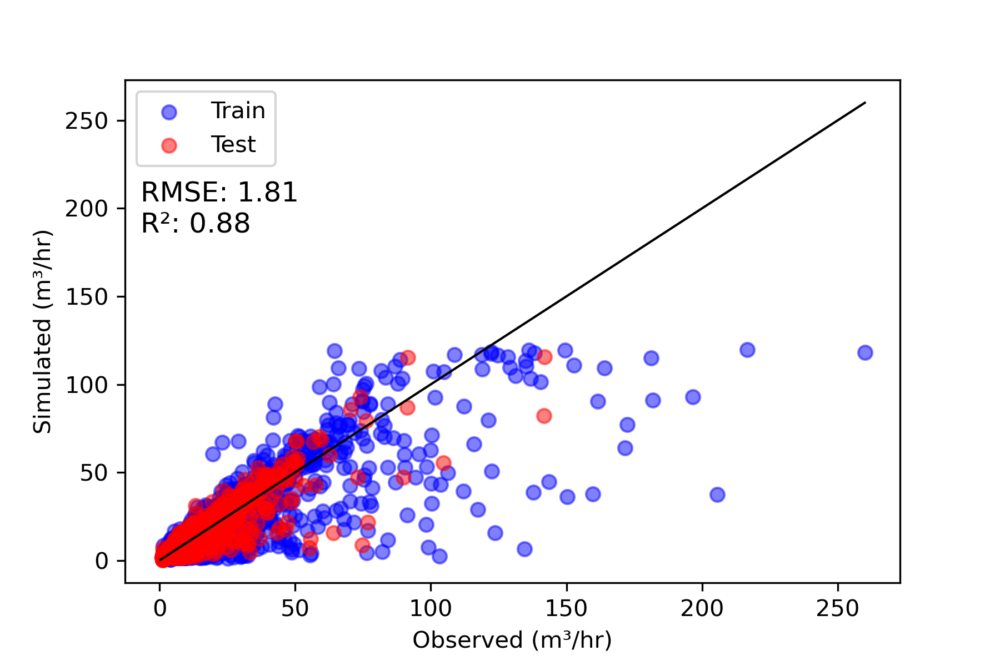 Train
Test
RMSE: 1.81
R²: 0.88
250
200
150
100
50
0
Simulated (m³/hr)
0 50 100 150 200 250
Observed (m³/hr)